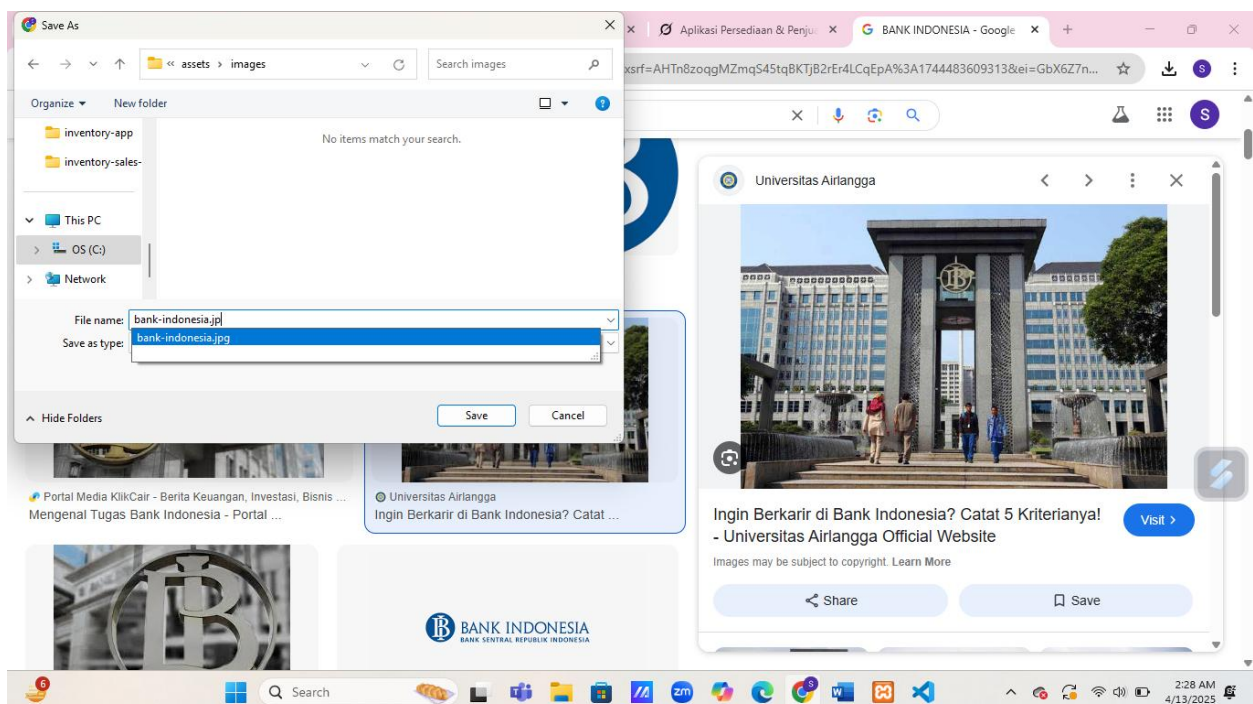 Save As
Aplikasi Persediaan & Penju
BANK INDONESIA - Google
« assets > images
Search images
xsrf=AHTn8zoqgMZmqS45tqBKTjB2rEr4LCqEpA%3A1744483609313&ei=GbX6Z7n...
S
Organize
New folder
S
inventory-app
inventory-sales-
No items match your search.
This PC
OS (C:)
Network
Universitas Airlangga
File name: bank-indonesia.jp
bank-indonesia.jpg
Save as type:
Hide Folders
Save
Cancel
Portal Media KlikCair - Berita Keuangan, Investasi, Bisnis ...
Mengenal Tugas Bank Indonesia - Portal ...
Universitas Airlangga
Ingin Berkarir di Bank Indonesia? Catat ...
Ingin Berkarir di Bank Indonesia? Catat 5 Kriterianya!
- Universitas Airlangga Official Website
Visit >
Images may be subject to copyright. Learn More
Share
Save
BANK INDONESIA
BANK SENTRAL REPUBLIK INDONESIA
6
Search
zm
S
2:28 AM
4/13/2025